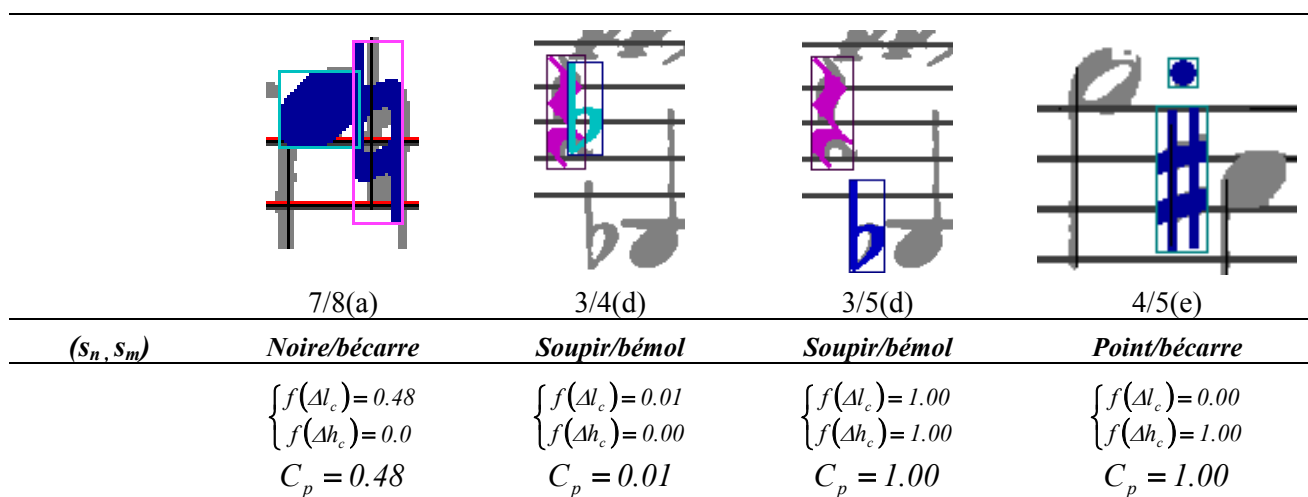 7/8(a) 3/4(d) 3/5(d) 4/5(e)
(sn , sm) Noire/bécarre Soupir/bémol Soupir/bémol Point/bécarre
f(Δlc)=0.48 f(Δlc)=0.01 f(Δlc)=1.00 f(Δlc)=0.00
f(Δhc)=0.0 f(Δhc)=0.00 f(Δhc)=1.00 f(Δhc)=1.00
Cp = 0.48 Cp = 0.01 Cp = 1.00 Cp = 1.00